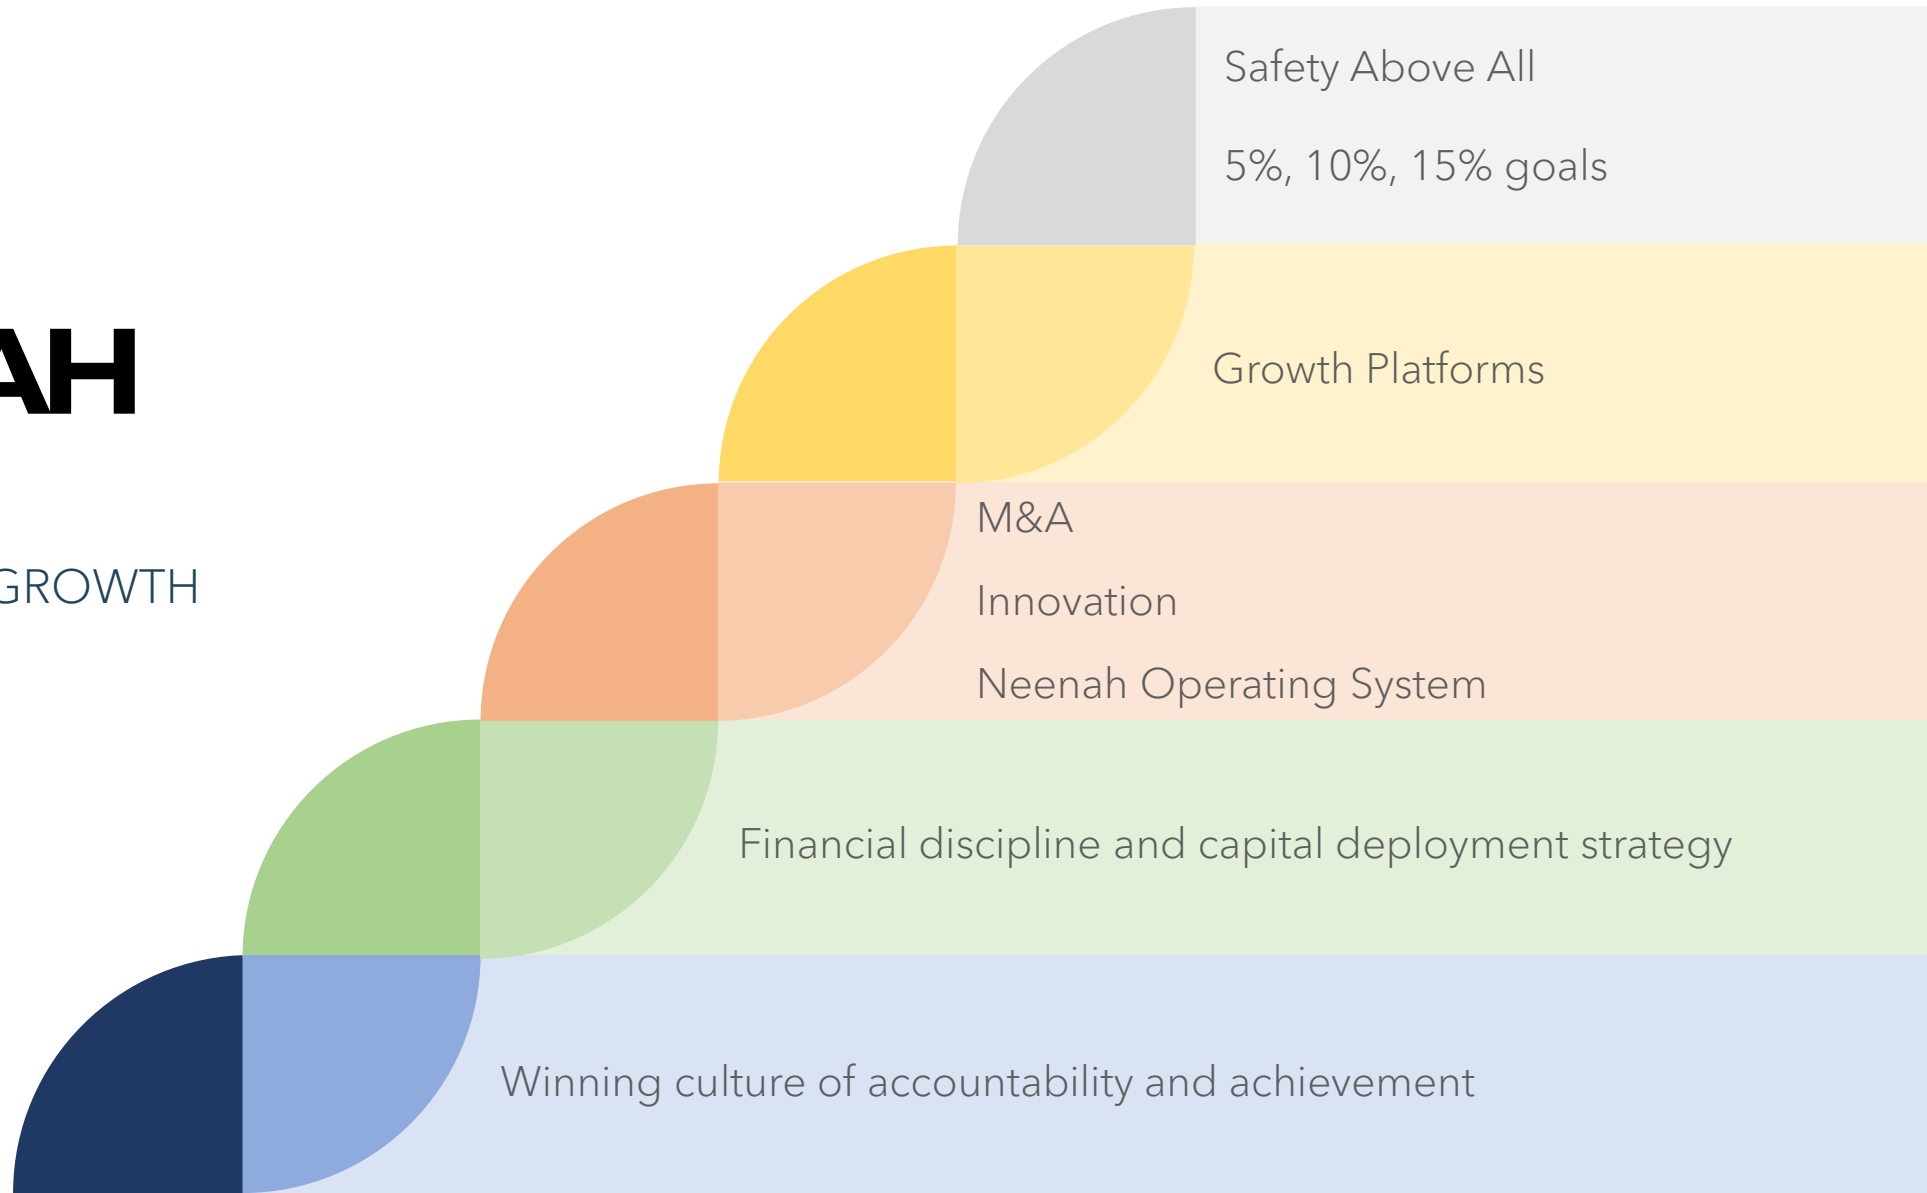 Safety Above All
5%, 10%, 15% goals
AH
Growth Platforms
M&A
GROWTH
Innovation
Neenah Operating System
Financial discipline and capital deployment strategy
Winning culture of accountability and achievement